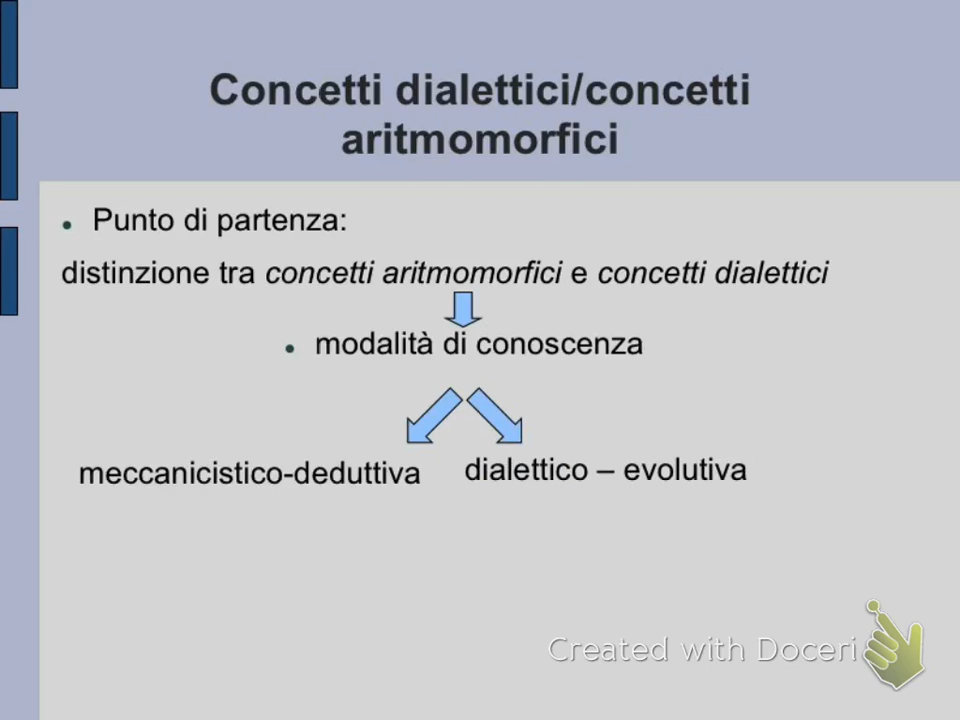 Concetti dialettici/concetti
aritmomorfici
Punto di partenza:
distinzione tra concetti aritmomorfici e concetti dialettici
modalità di conoscenza
meccanicistico-deduttiva
dialettico – evolutiva
Created with Doceri